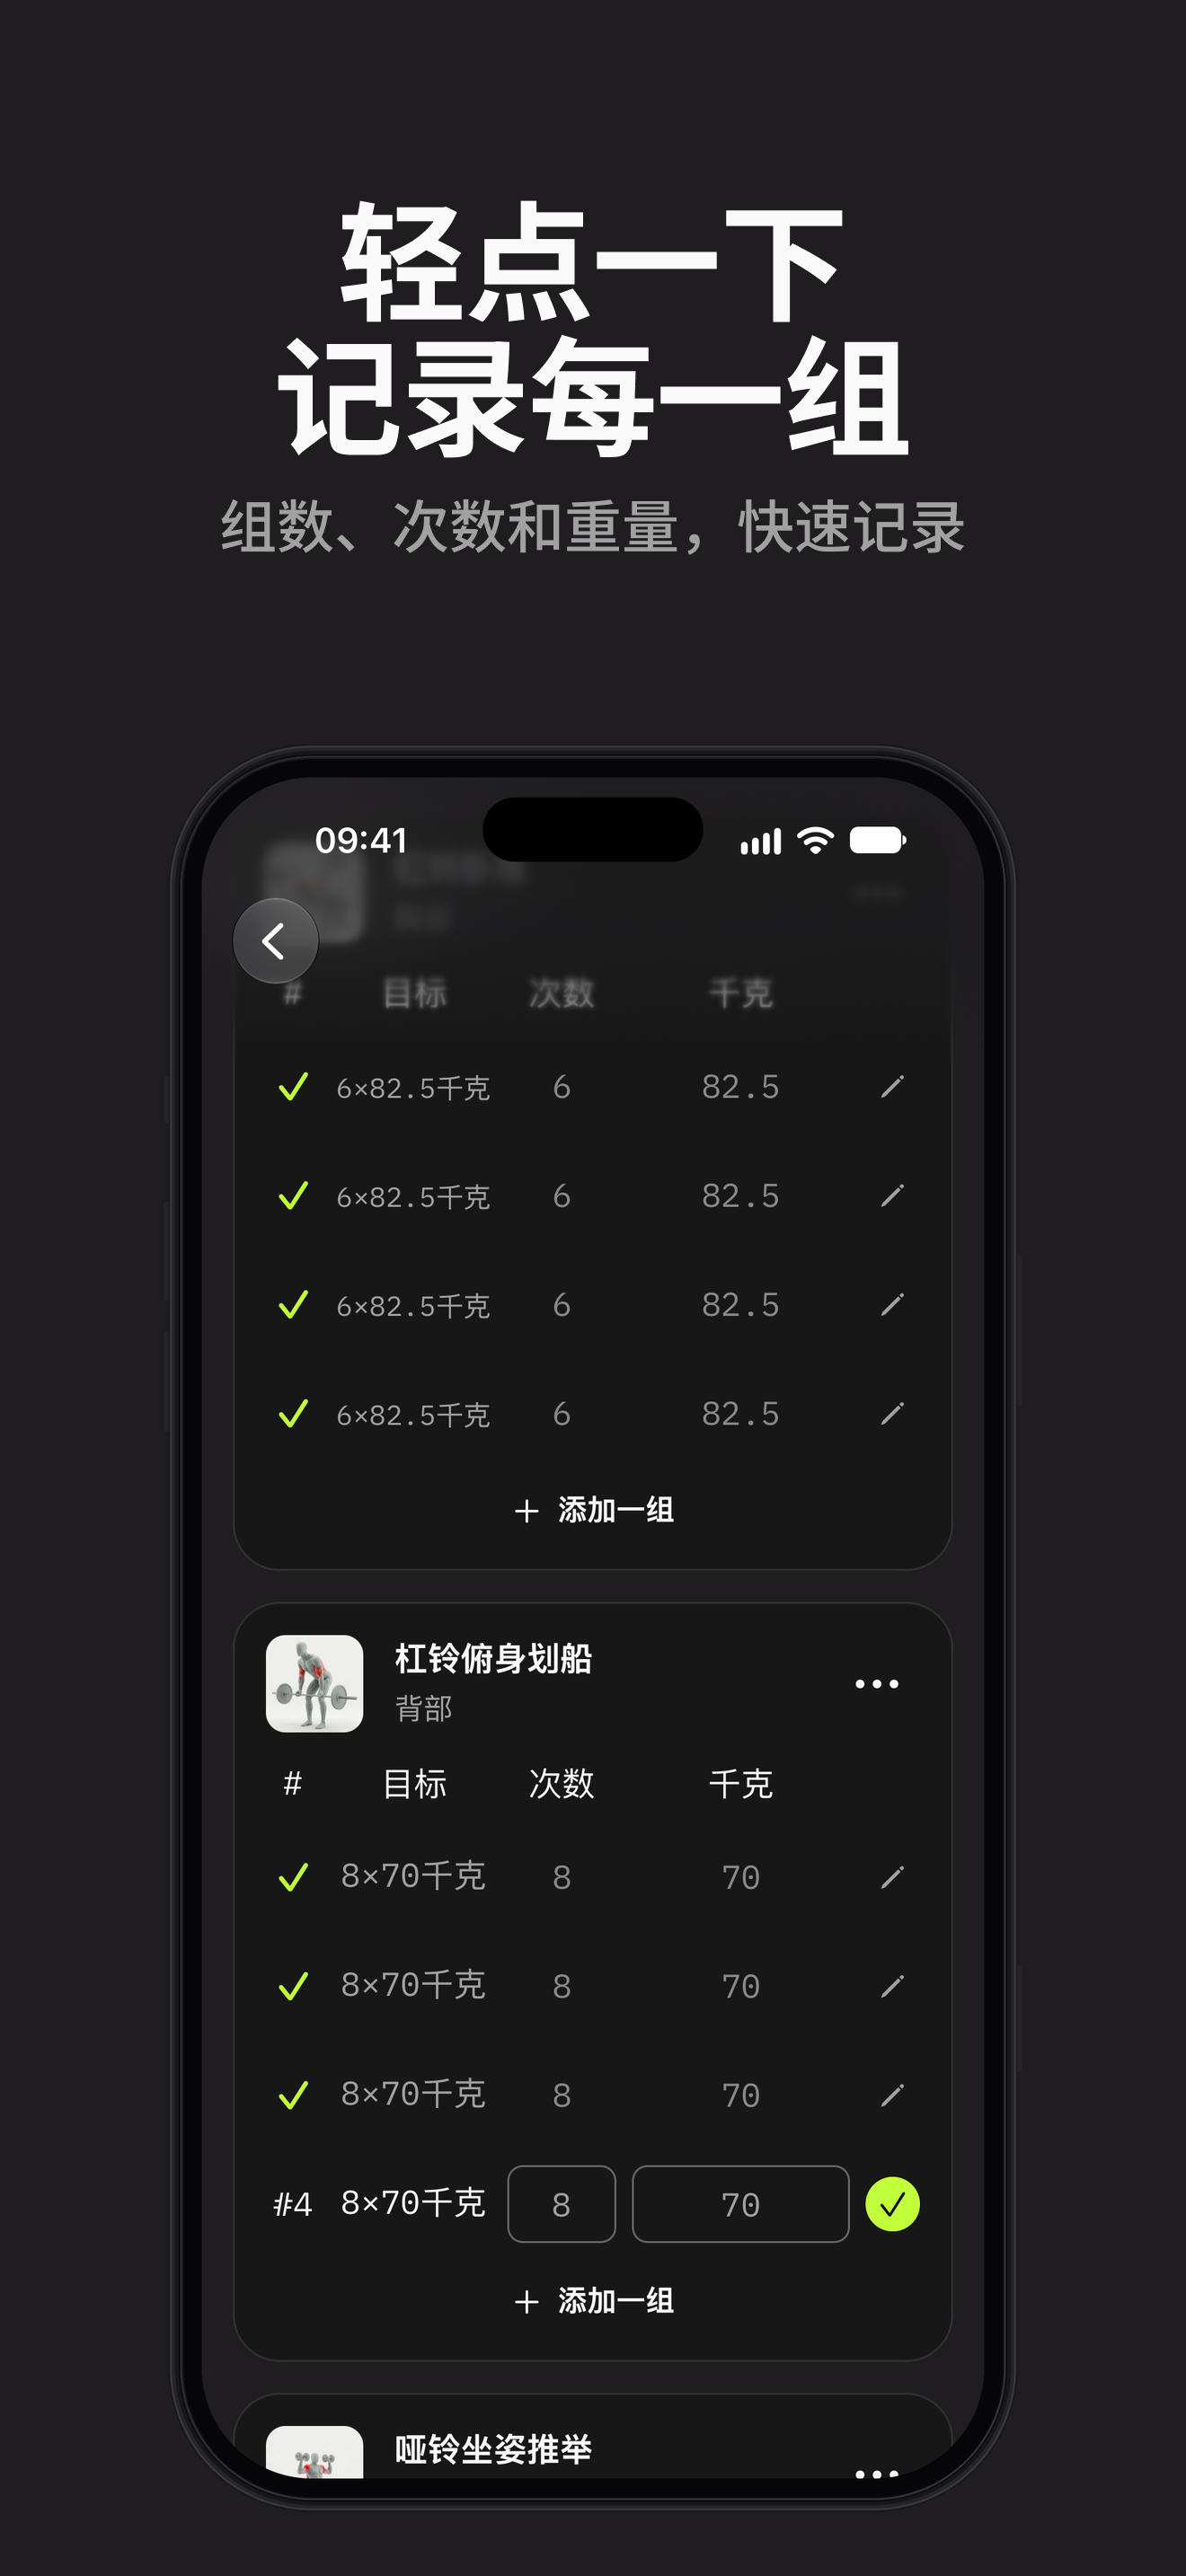 轻点一下
记录每一组
组数、次数和重量，快速记录
09:41
# 目标 次数 千克
6×82.5千克 6 82.5
6×82.5千克 6 82.5
6×82.5千克 6 82.5
6×82.5千克 6 82.5
+ 添加一组
杠铃俯身划船
背部
# 目标 次数 千克
8×70千克 8 70
8×70千克 8 70
8×70千克 8 70
#4 8×70千克 8 70
+ 添加一组
哑铃坐姿推举